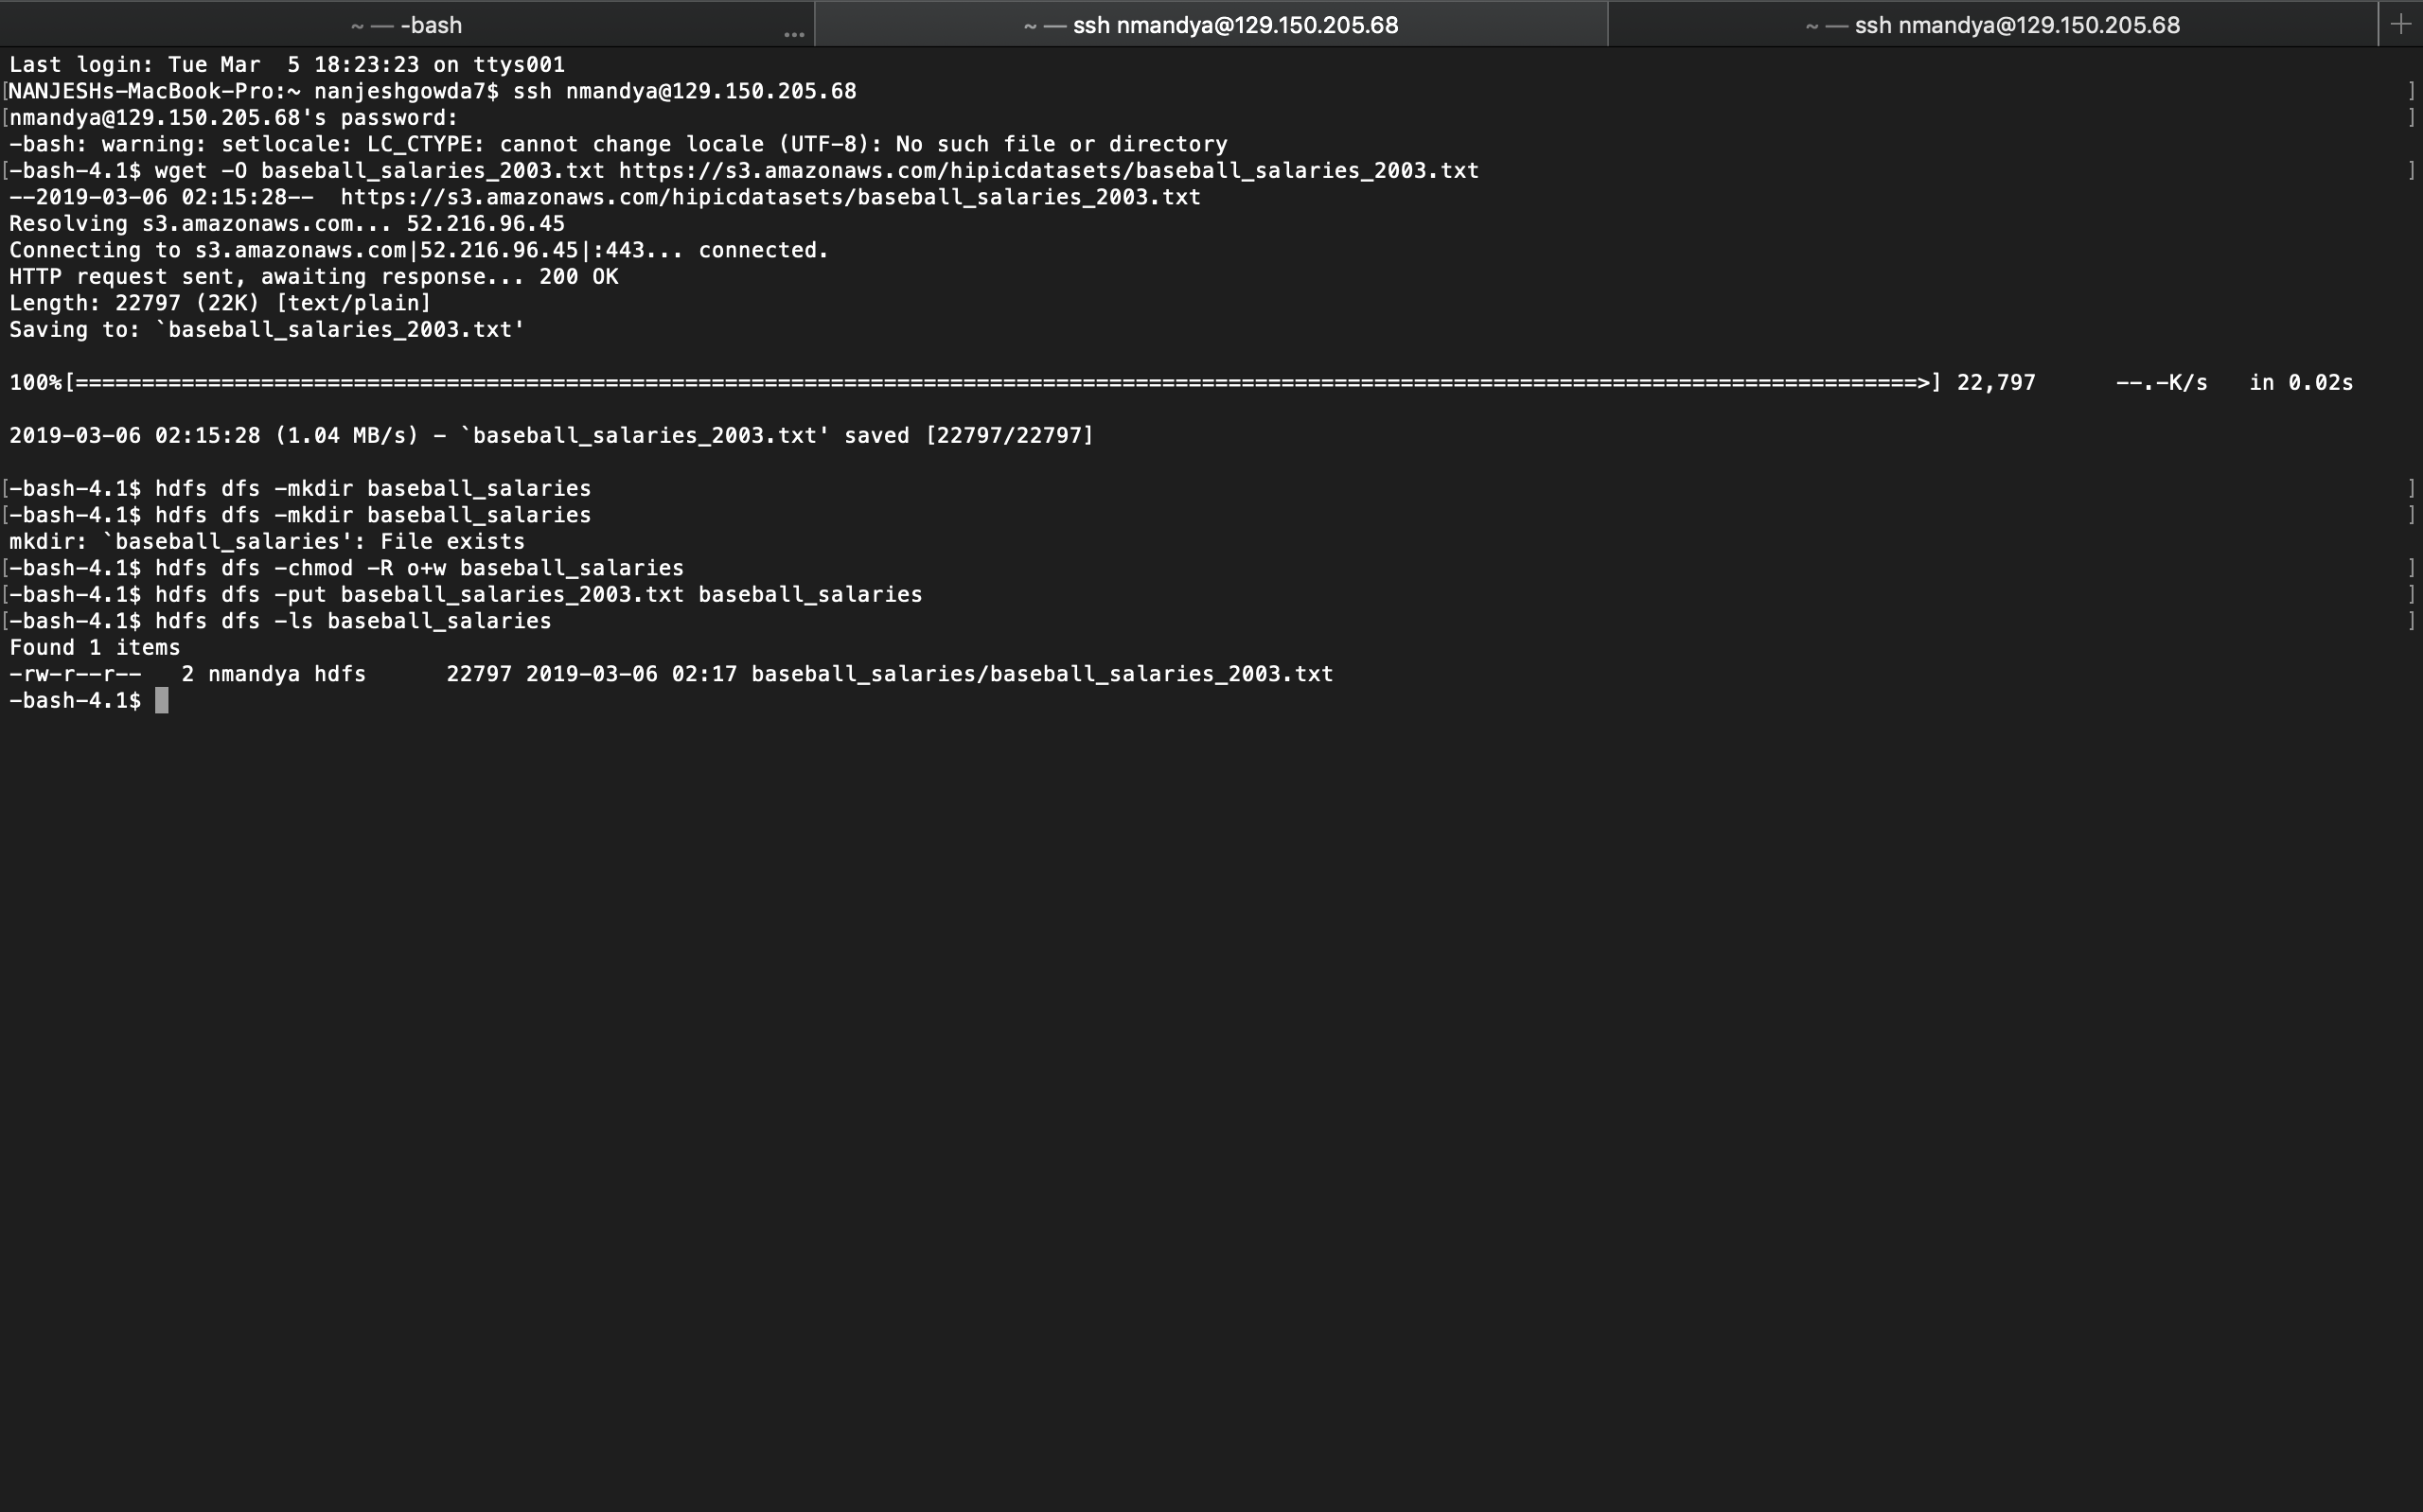 ~ — -bash
...
~ — ssh nmandya@129.150.205.68
~ — ssh nmandya@129.150.205.68
+
Last login: Tue Mar  5 18:23:23 on ttys001
[NANJESHs-MacBook-Pro:~ nanjeshgowda7$ ssh nmandya@129.150.205.68 ]
[nmandya@129.150.205.68's password: ]
-bash: warning: setlocale: LC_CTYPE: cannot change locale (UTF-8): No such file or directory
[-bash-4.1$ wget -O baseball_salaries_2003.txt https://s3.amazonaws.com/hipicdatasets/baseball_salaries_2003.txt ]
--2019-03-06 02:15:28--  https://s3.amazonaws.com/hipicdatasets/baseball_salaries_2003.txt
Resolving s3.amazonaws.com... 52.216.96.45
Connecting to s3.amazonaws.com|52.216.96.45|:443... connected.
HTTP request sent, awaiting response... 200 OK
Length: 22797 (22K) [text/plain]
Saving to: `baseball_salaries_2003.txt'
100%[===========================================================================================================================================>] 22,797      --.-K/s   in 0.02s
2019-03-06 02:15:28 (1.04 MB/s) - `baseball_salaries_2003.txt' saved [22797/22797]
[-bash-4.1$ hdfs dfs -mkdir baseball_salaries ]
[-bash-4.1$ hdfs dfs -mkdir baseball_salaries ]
mkdir: `baseball_salaries': File exists
[-bash-4.1$ hdfs dfs -chmod -R o+w baseball_salaries ]
[-bash-4.1$ hdfs dfs -put baseball_salaries_2003.txt baseball_salaries ]
[-bash-4.1$ hdfs dfs -ls baseball_salaries ]
Found 1 items
-rw-r--r--   2 nmandya hdfs      22797 2019-03-06 02:17 baseball_salaries/baseball_salaries_2003.txt
-bash-4.1$